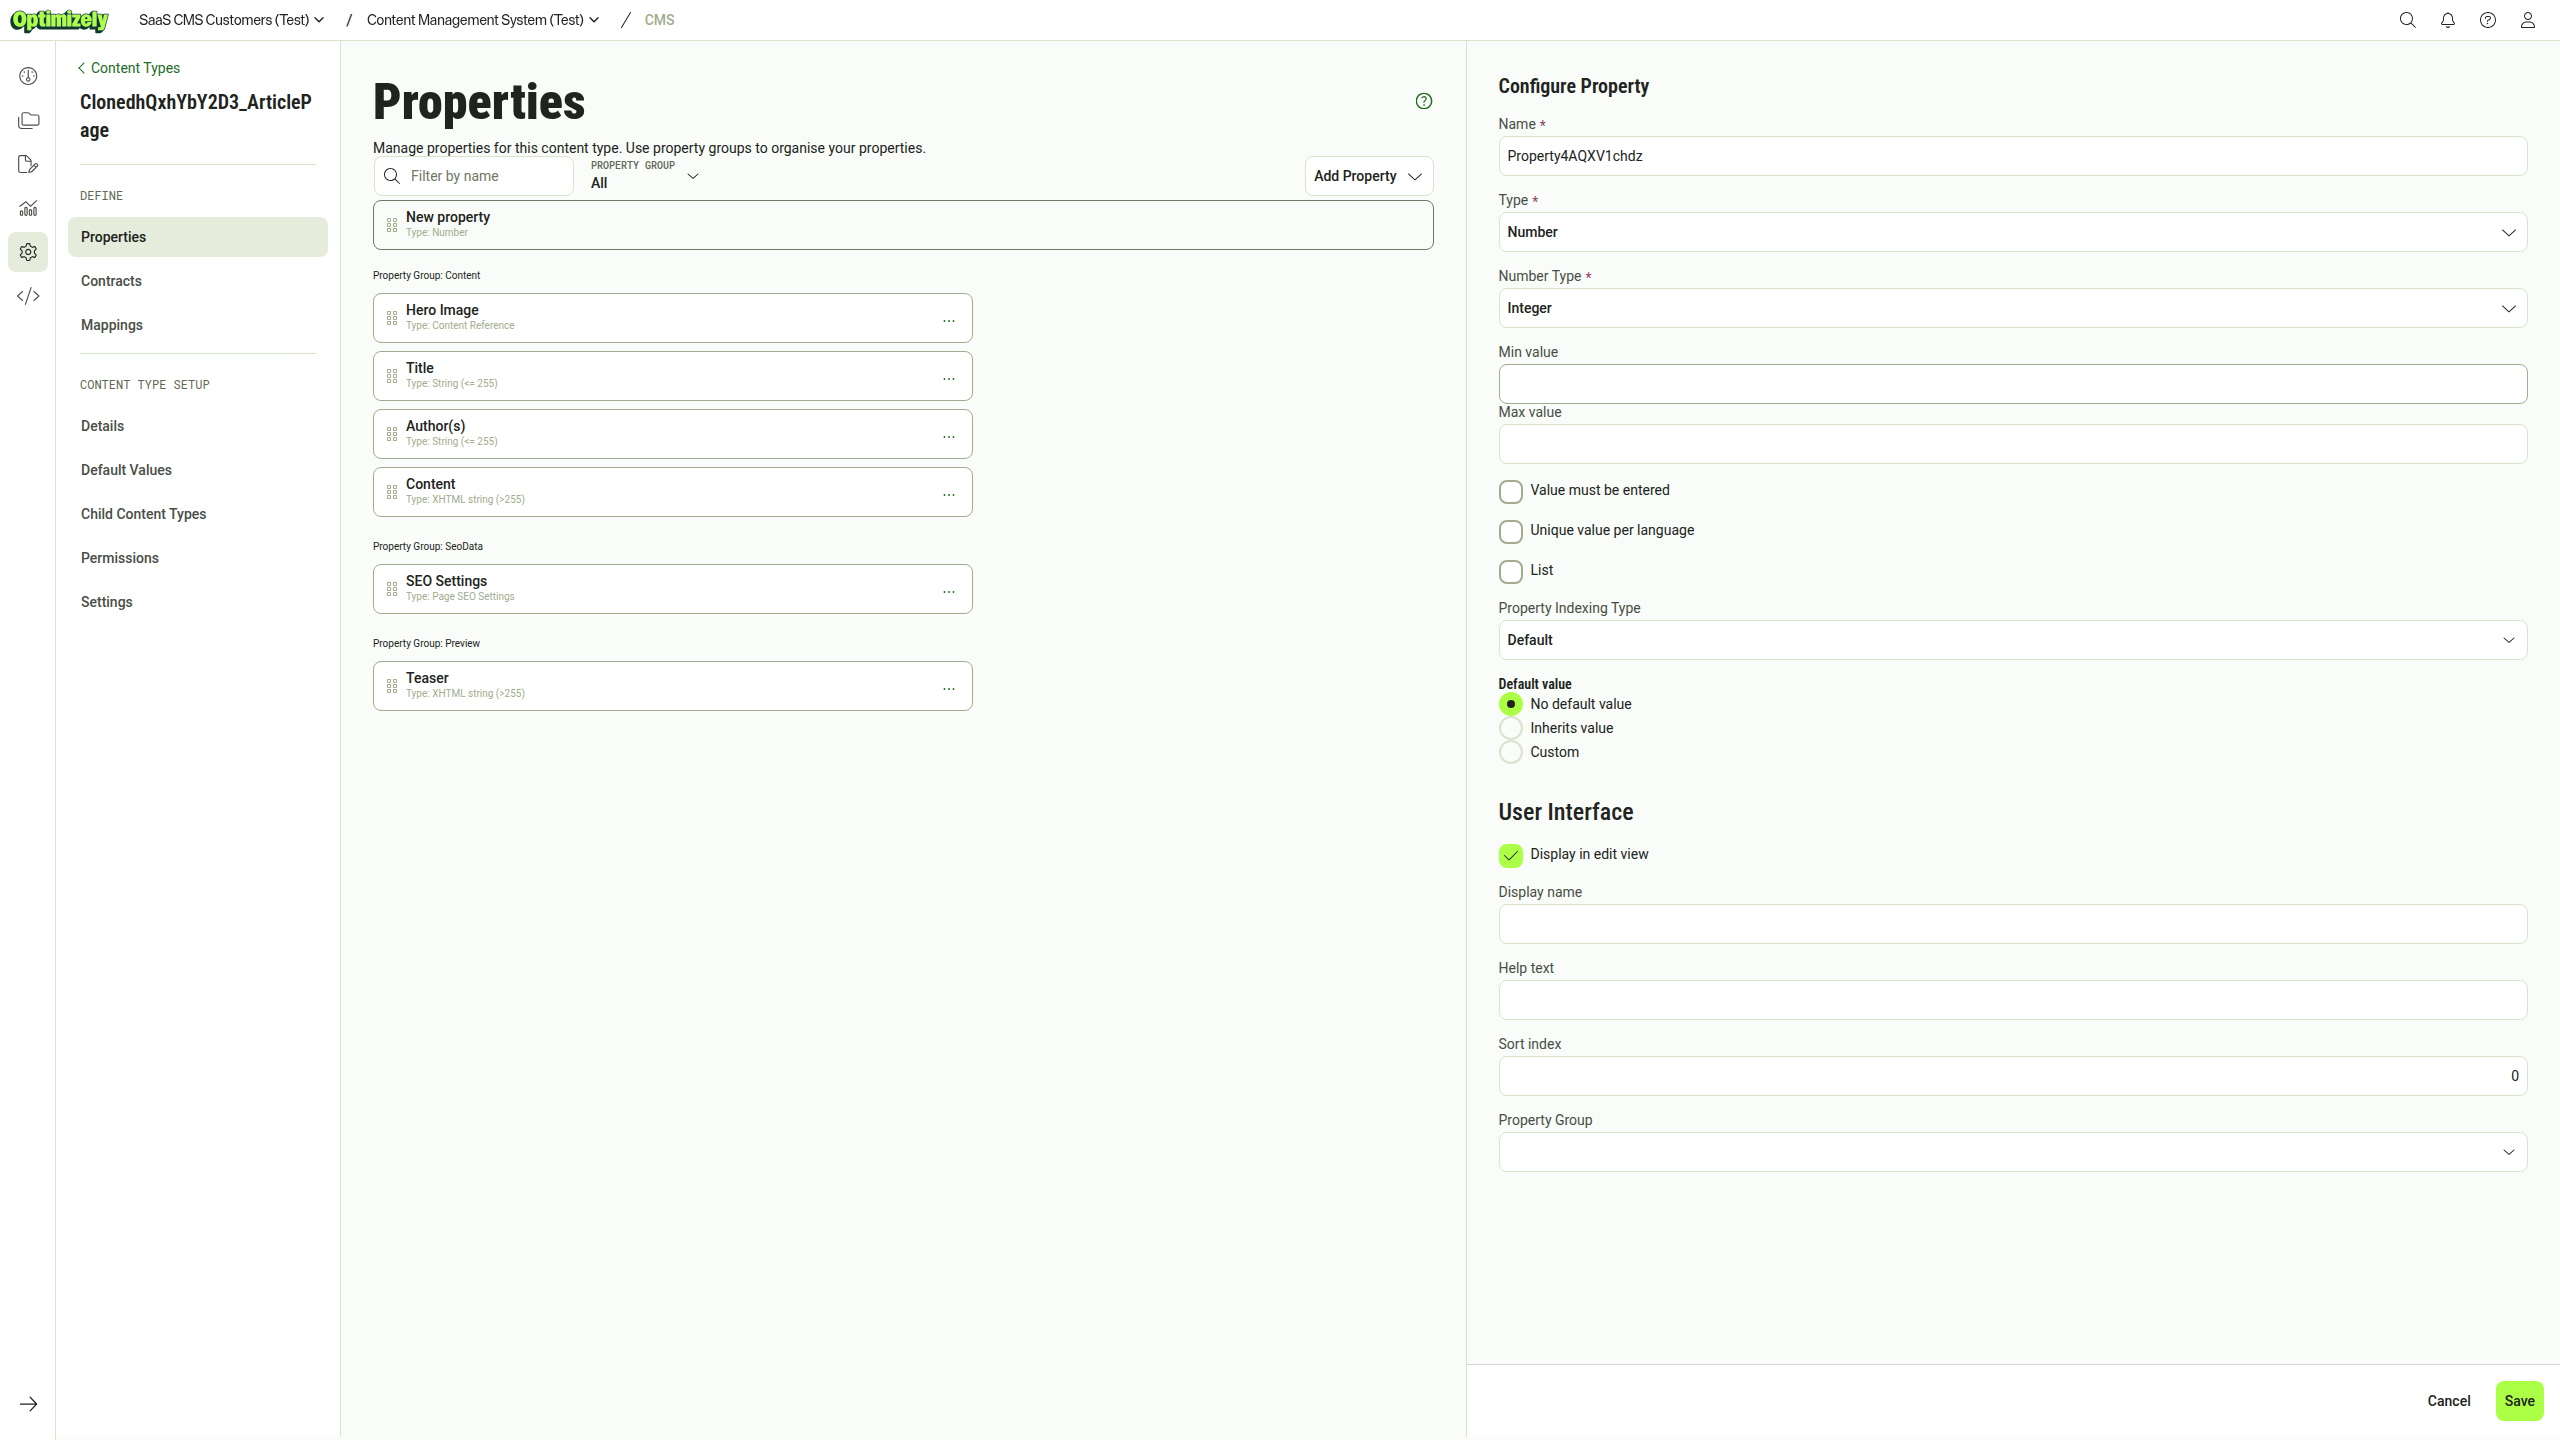 Optimizely
SaaS CMS Customers (Test) / Content Management System (Test) / CMS
Content Types
ClonedhQxhYbY2D3_ArticleP
age
DEFINE
Properties
Contracts
Mappings
CONTENT TYPE SETUP
Details
Default Values
Child Content Types
Permissions
Settings
Properties
Manage properties for this content type. Use property groups to organise your properties.
Filter by name
PROPERTY GROUP
All
Add Property
New property
Type: Number
Property Group: Content
Hero Image
Type: Content Reference
Title
Type: String (<= 255)
Author(s)
Type: String (<= 255)
Content
Type: XHTML string (>255)
Property Group: SeoData
SEO Settings
Type: Page SEO Settings
Property Group: Preview
Teaser
Type: XHTML string (>255)
Configure Property
Name *
Property4AQXV1chdz
Type *
Number
Number Type *
Integer
Min value
Max value
Value must be entered
Unique value per language
List
Property Indexing Type
Default
Default value
No default value
Inherits value
Custom
User Interface
Display in edit view
Display name
Help text
Sort index
0
Property Group
Cancel
Save